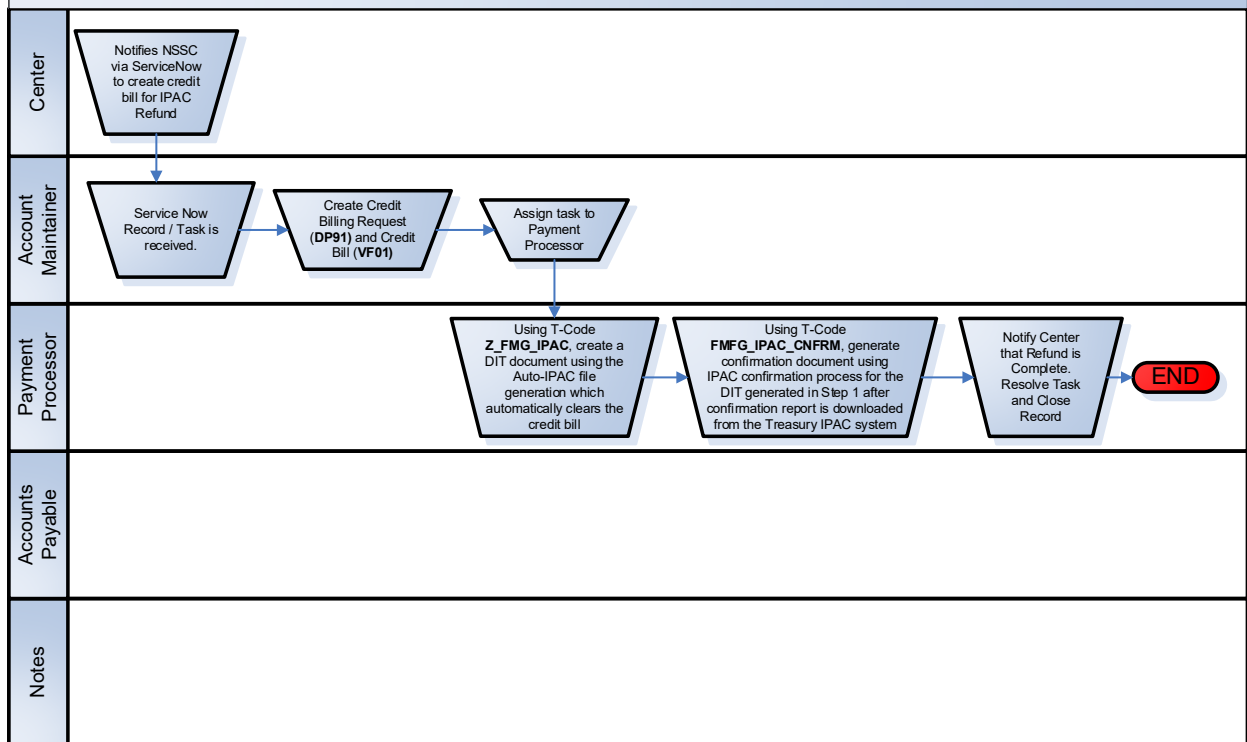 Center
Notifies NSSC
via ServiceNow
to create credit
bill for IPAC
Refund
Account
Maintainer
Service Now
Record / Task is
received.
Create Credit
Billing Request
(DP91) and Credit
Bill (VF01)
Assign task to
Payment
Processor
Payment
Processor
Using T-Code
Z_FMG_IPAC, create a
DIT document using the
Auto-IPAC file
generation which
automatically clears the
credit bill
Using T-Code
FMFG_IPAC_CNFRM, generate
confirmation document using
IPAC confirmation process for the
DIT generated in Step 1 after
confirmation report is downloaded
from the Treasury IPAC system
Notify Center
that Refund is
Complete.
Resolve Task
and Close
Record
END
Accounts
Payable
Notes